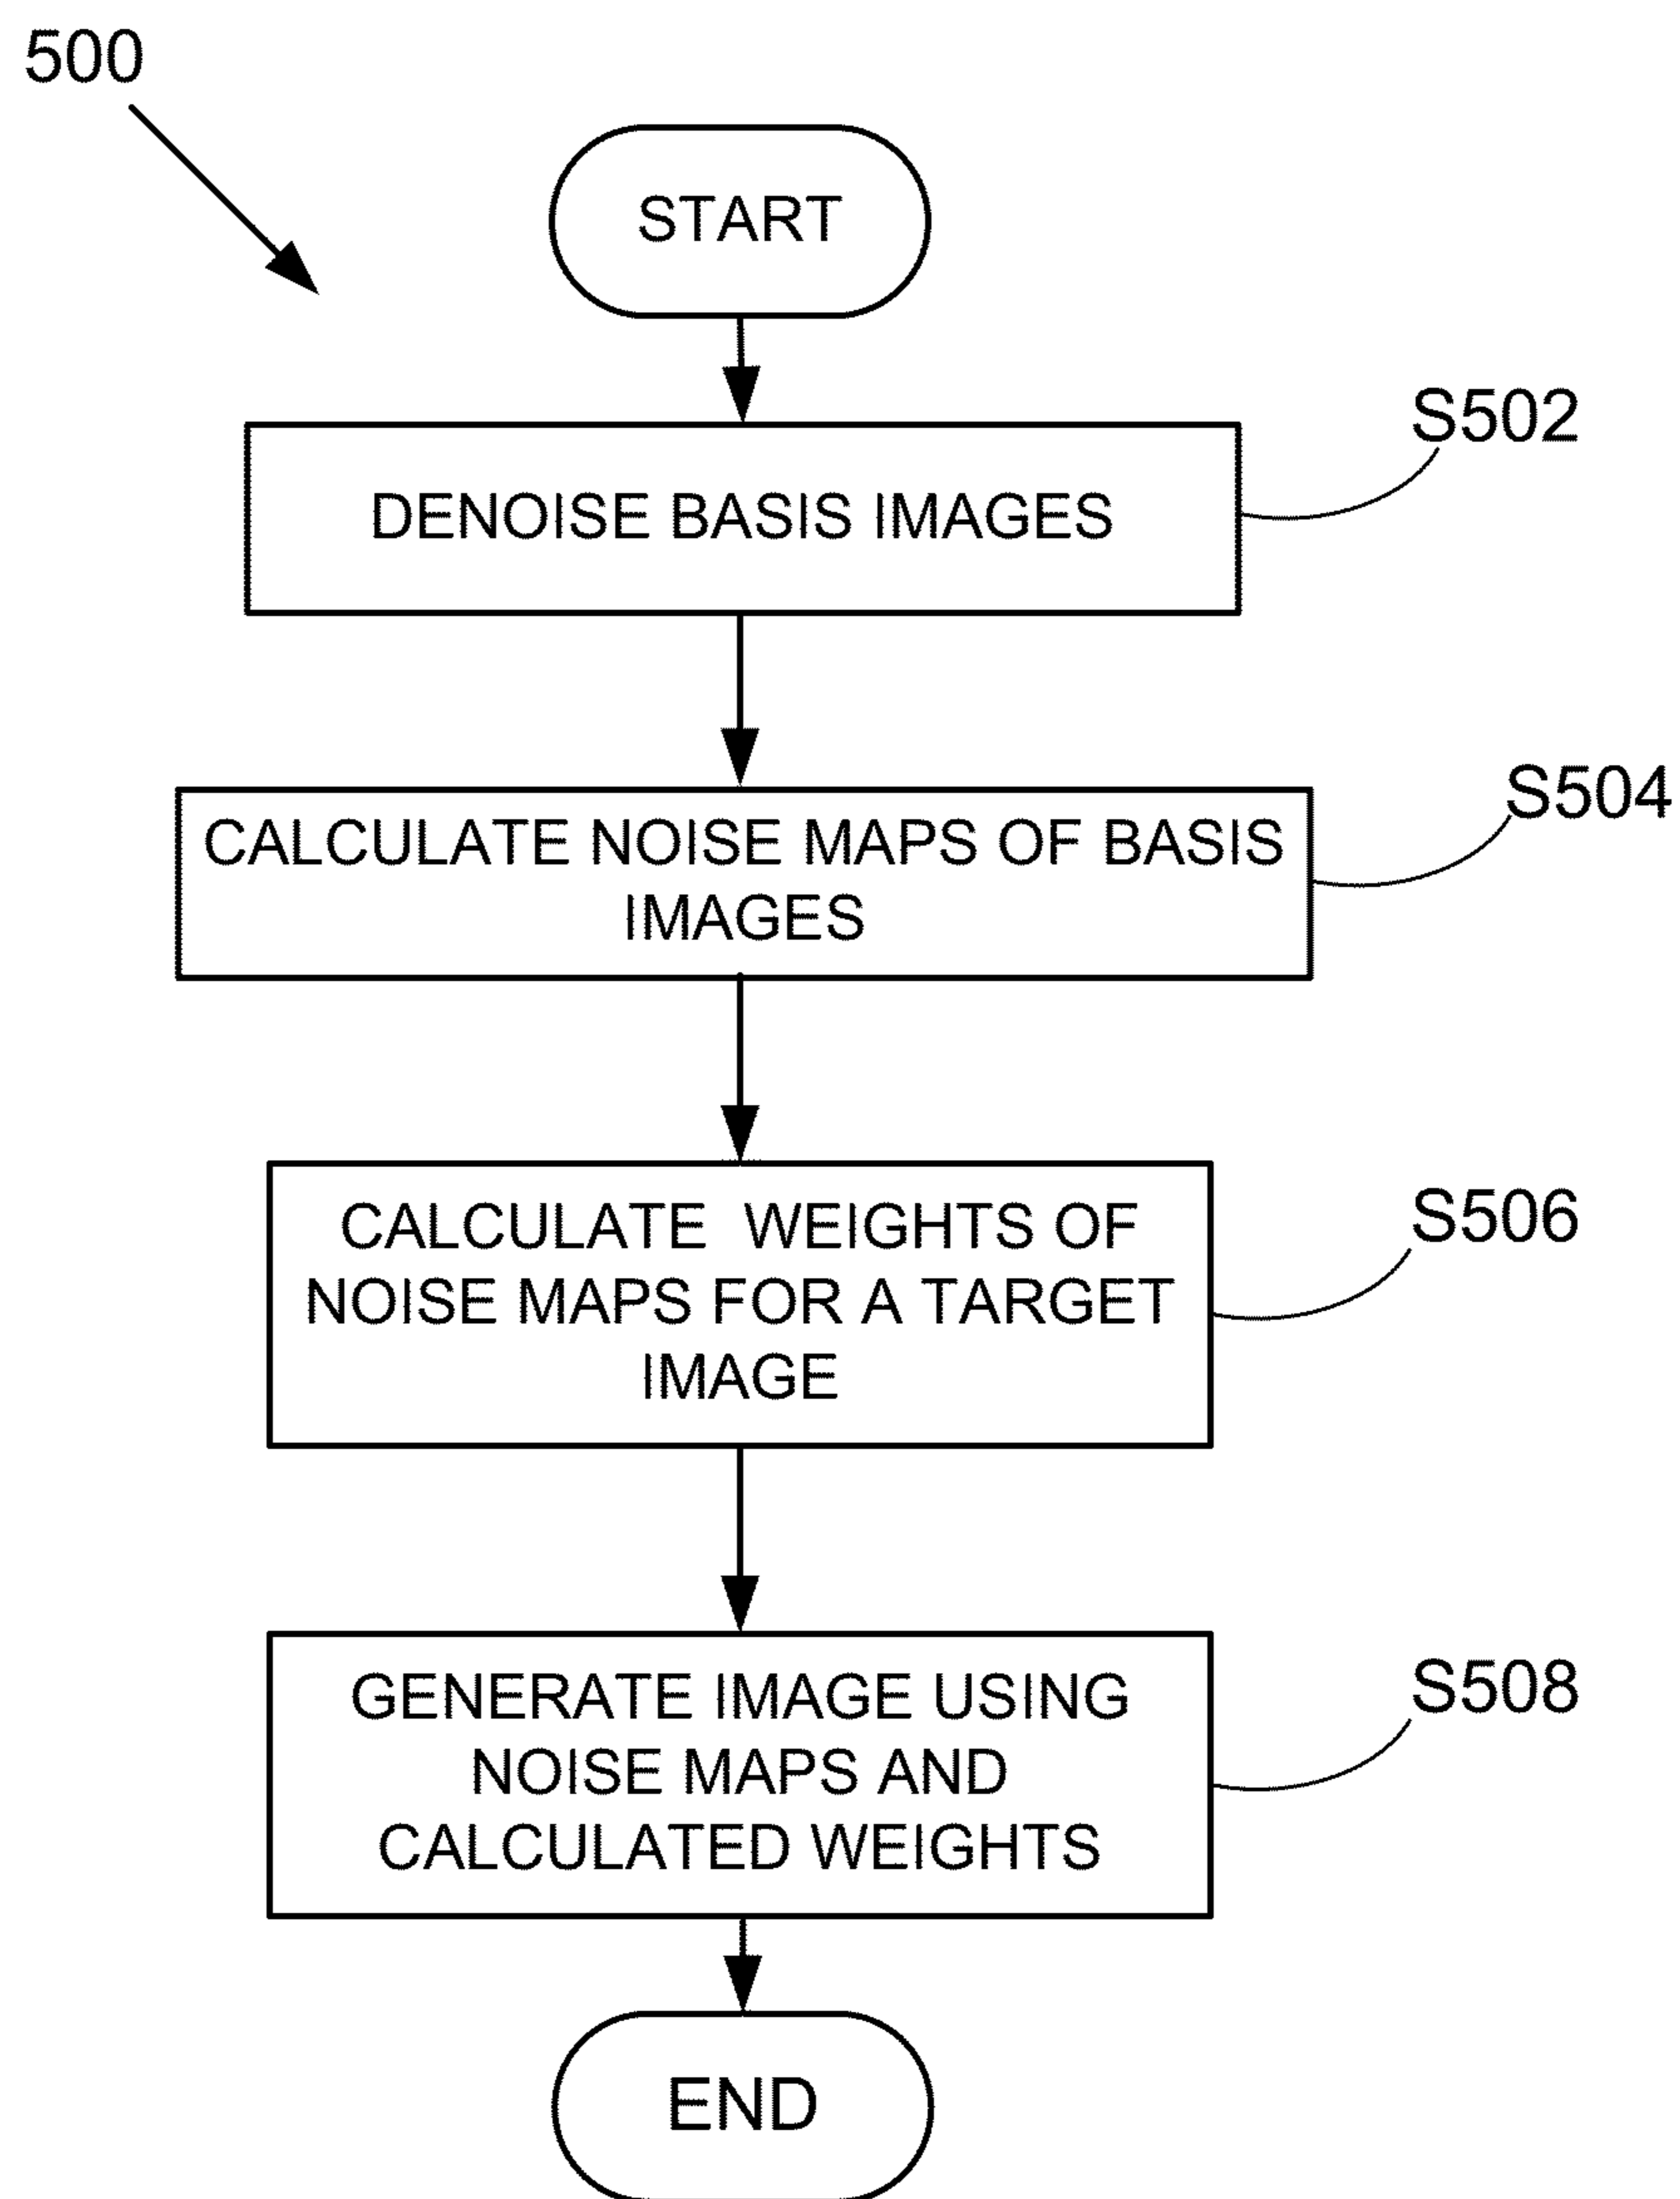 500
START
S502
DENOISE BASIS IMAGES
S504
CALCULATE NOISE MAPS OF BASIS
IMAGES
S506
CALCULATE WEIGHTS OF
NOISE MAPS FOR A TARGET
IMAGE
S508
GENERATE IMAGE USING
NOISE MAPS AND
CALCULATED WEIGHTS
END